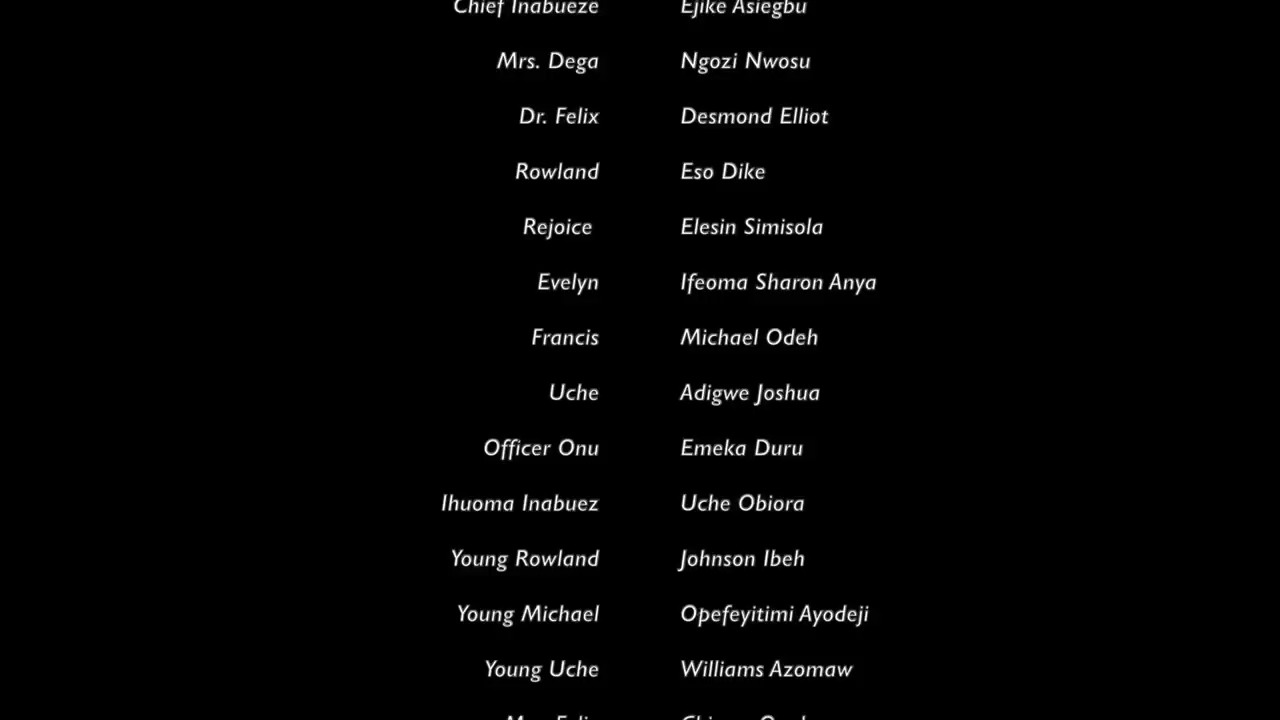 Chief Inabueze Ejike Asiegbu
Mrs. Dega Ngozi Nwosu
Dr. Felix Desmond Elliot
Rowland Eso Dike
Rejoice Elesin Simisola
Evelyn Ifeoma Sharon Anya
Francis Michael Odeh
Uche Adigwe Joshua
Officer Onu Emeka Duru
Ihuoma Inabuez Uche Obiora
Young Rowland Johnson Ibeh
Young Michael Opefeyitimi Ayodeji
Young Uche Williams Azomaw